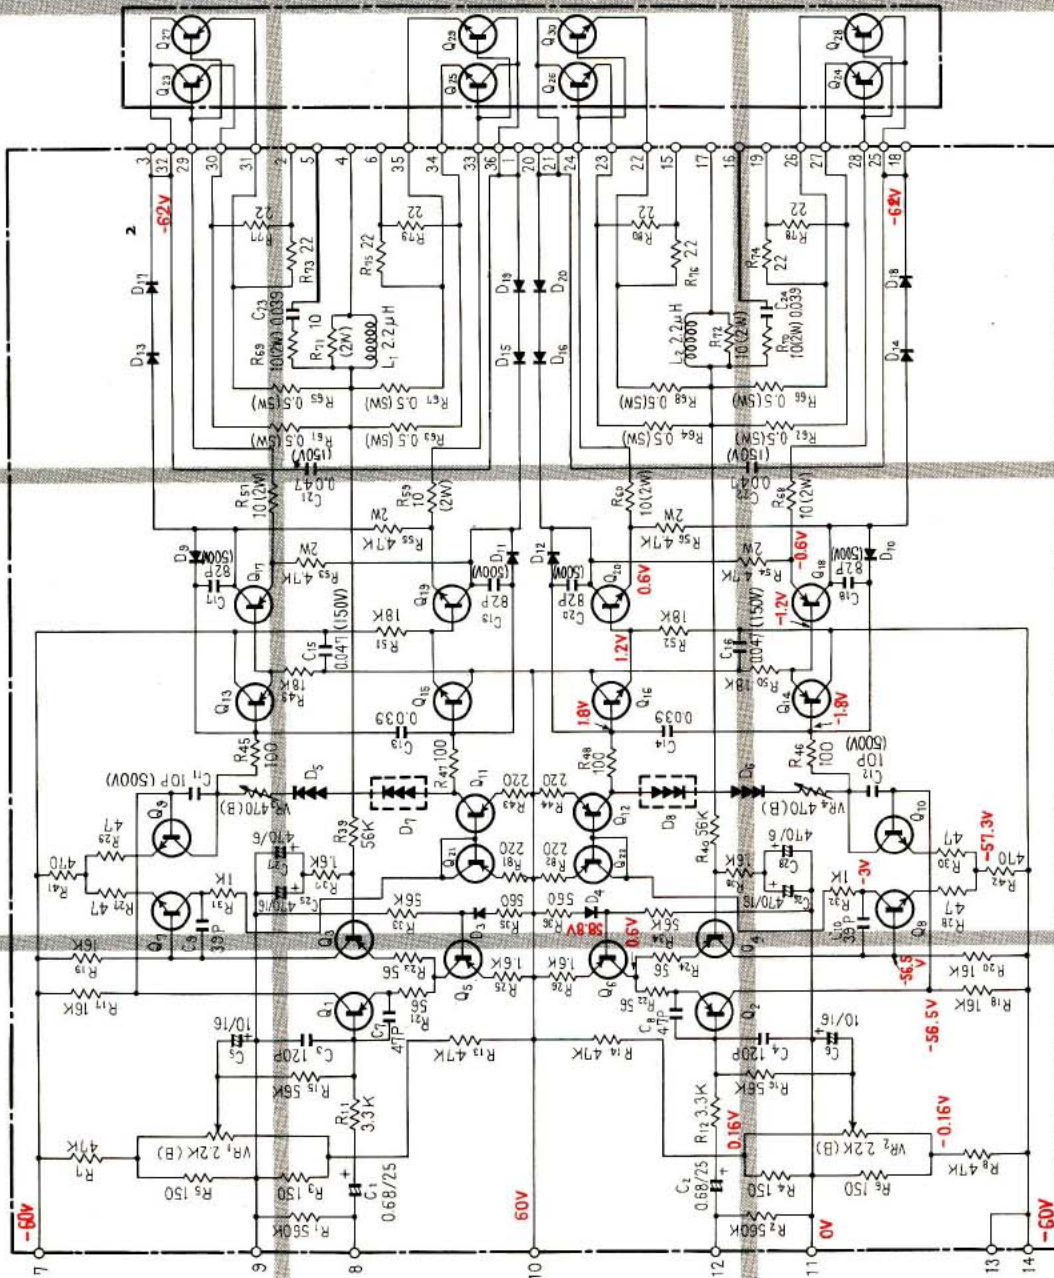 Q27
Q23
Q29
Q25
Q30
Q26
Q28
Q24
3
32
29
30
31
2
5
4
6
35
34
33
36
1
20
21
24
23
22
15
17
16
19
26
27
28
25
18
-62V
2
-62V
R77
22
R73 22
R75 22
R79
22
R80
22
R76 22
R74
22
R78
22
D17
D13
C23
0.039
R69
10(2W)
R71 10
(2W)
L1 2.2μH
D19
D15
D20
D16
L2 2.2μH
R72
10(2W)
C24
0.039
R70
10(2W)
D18
D14
R65
0.5(5W)
R67
0.5(5W)
R61
0.5(5W)
R63
0.5(5W)
R68
0.5(5W)
R66
0.5(5W)
R64
0.5(5W)
R62
0.5(5W)
C21
0.047
(150V)
0.047
(150V)
R57
10(2W)
R59
10
(2W)
R60
10(2W)
R68
10(2W)
R55
4.7K
2W
R53
4.7K
2W
R56
4.7K
2W
R54
4.7K
2W
D9
C17
82P
(500V)
Q17
Q19
82P
(500V)
D11
D12
C20
82P
(500V)
Q20
0.6V
-0.6V
Q18
82P
(500V)
C18
D10
C15
0.047 (150V)
R51
18K
1.2V
R52
18K
C16
0.047 (150V)
-1.2V
Q13
R49
18K
Q15
Q16
1.8V
R50
18K
Q14
-1.8V
C13
0.039
C14
0.039
R45
100
R47 100
R48
100
R46
100
C11 10P (500V)
C12
10P
(500V)
VR3 470(B)
D5
D7
Q11
R43
220
R44
220
Q12
D8
D6
VR4 470(B)
Q9
Q10
R41
470
R29
47
R27
47
R31
1K
C27
470/6
C25
470/16
R37
1.6K
R39
56K
Q21
R81
220
R82
220
Q22
R40 56K
R38
1.6K
C28
470/6
C26
470/16
R32
1K
-3V
R30
47
-57.3V
R42
470
R28
47
Q7
C9
39P
Q3
R33
56K
D3
R35
560
R36
560
D4
58.8V
0.6V
56K
Q4
C10
39P
Q8
-56.5V
R19
16K
R17
16K
R23
56
Q5
R25
1.6K
R26
1.6K
Q6
R24
56
R20
16K
R18
16K
-56.5V
Q1
R21
56
C7
47P
R22
56
C8
47P
Q2
C5
10/16
C3
120P
R15
56K
R13
47K
R14
47K
R16
56K
C4 120P
C6
10/16
R11
3.3K
R12 3.3K
0.16V
-0.16V
R7
47K
VR1 2.2K
(B)
R5 150
R3 150
C1
0.68/25
C2
0.68/25
R4 150
VR2 2.2K(B)
R6 150
R8 47K
R1 560K
R2 560K
-60V
60V
0V
-60V
7
9
8
10
12
11
13
14